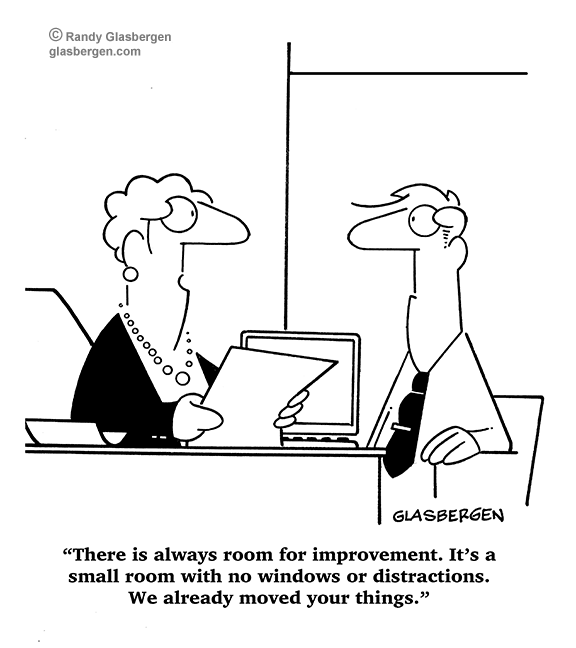 © Randy Glasbergen
glasbergen.com
GLASBERGEN
“There is always room for improvement. It’s a
small room with no windows or distractions.
We already moved your things.”